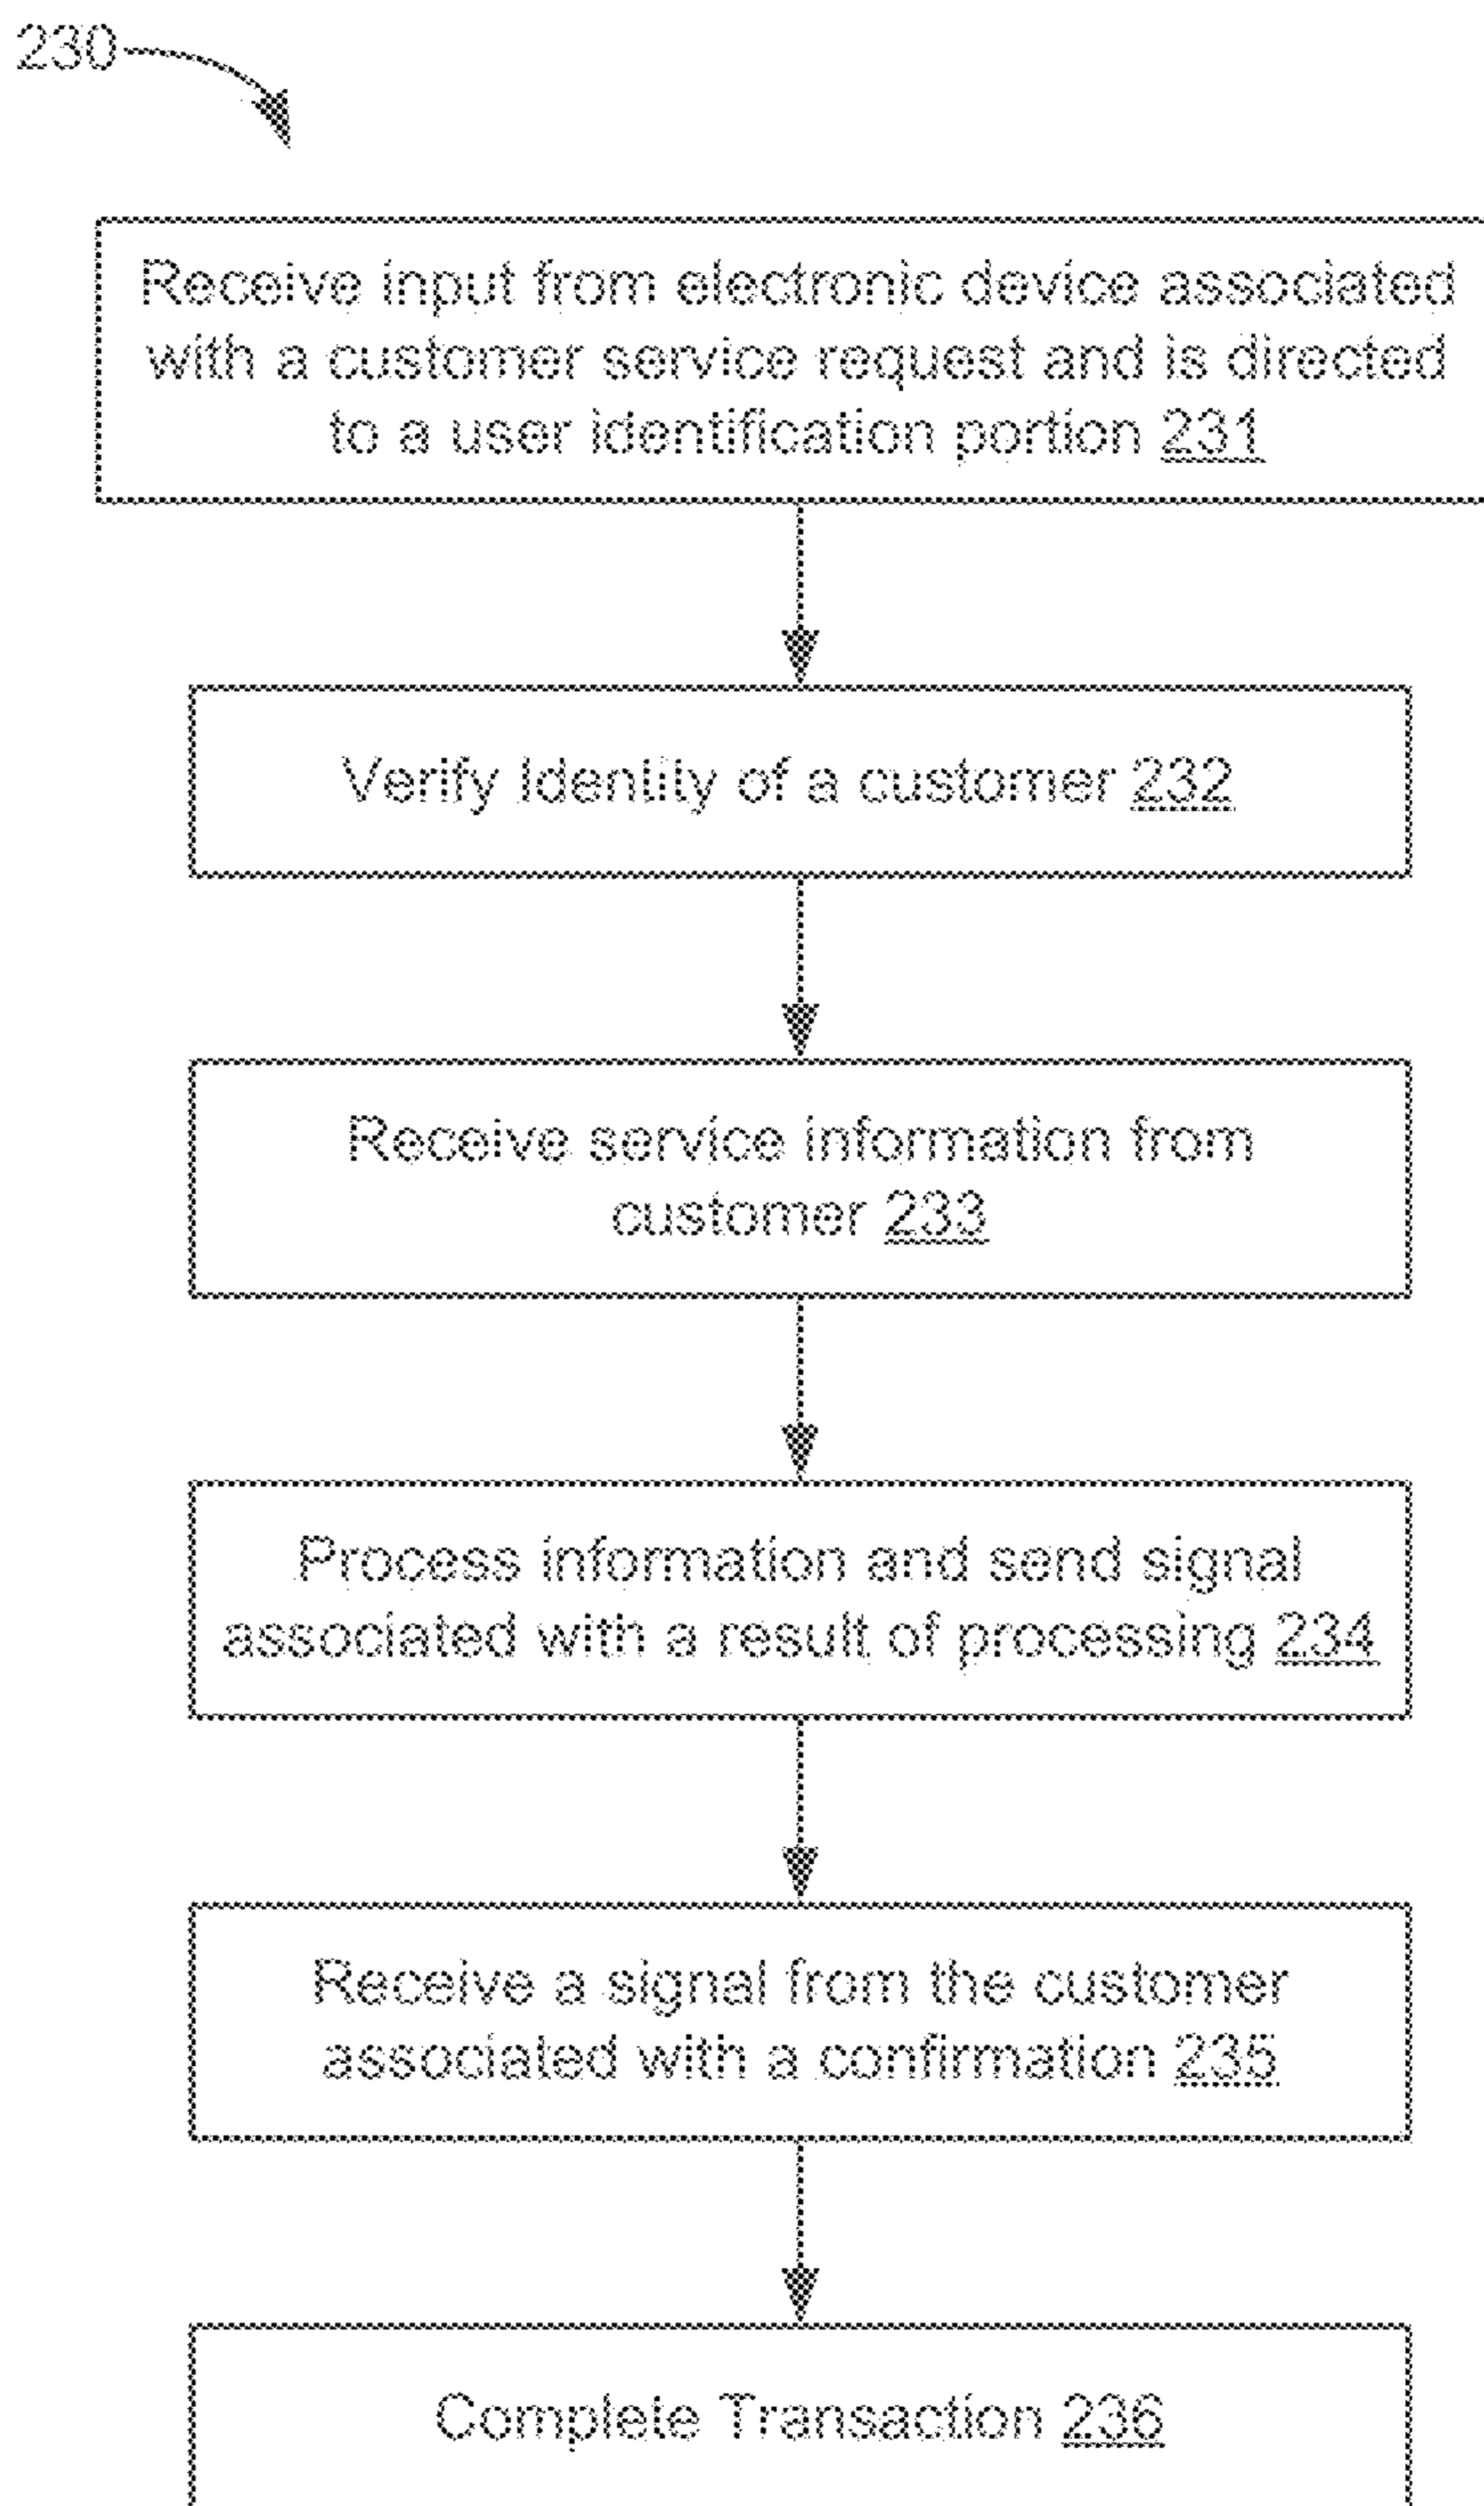 230
Receive input from electronic device associated
with a customer service request and is directed
to a user identification portion 231
Verify Identity of a customer 232
Receive service information from
customer 233
Process information and send signal
associated with a result of processing 234
Receive a signal from the customer
associated with a confirmation 235
Complete Transaction 236